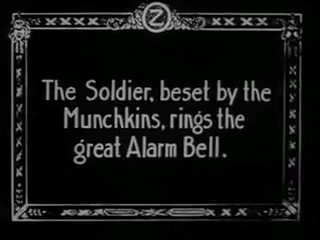 Z
The Soldier, beset by the
Munchkins, rings the
great Alarm Bell.